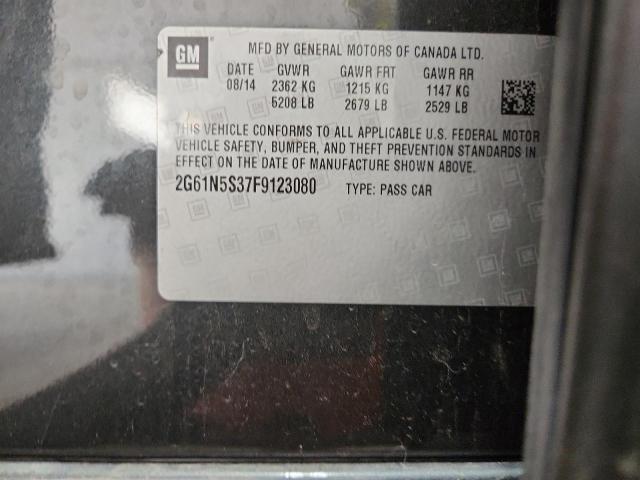 GM
MFD BY GENERAL MOTORS OF CANADA LTD.
DATE GVWR GAWR FRT GAWR RR
08/14 2362 KG 1215 KG 1147 KG
5208 LB 2679 LB 2529 LB
THIS VEHICLE CONFORMS TO ALL APPLICABLE U.S. FEDERAL MOTOR
VEHICLE SAFETY, BUMPER, AND THEFT PREVENTION STANDARDS IN
EFFECT ON THE DATE OF MANUFACTURE SHOWN ABOVE.
2G61N5S37F9123080 TYPE: PASS CAR